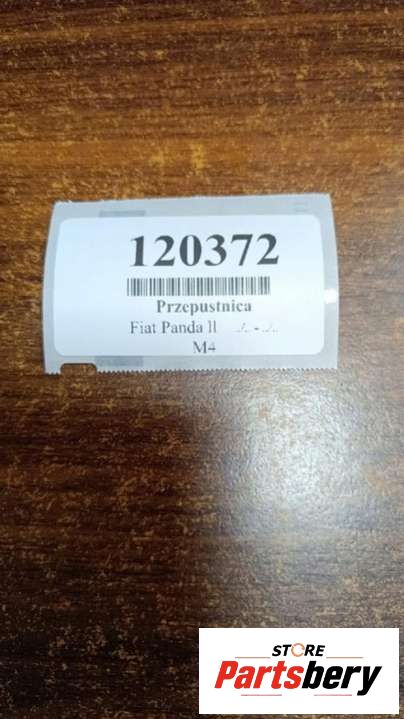 120372
Przepustnica
Fiat Panda II ./. - ./.
M4
STORE
Partsbery